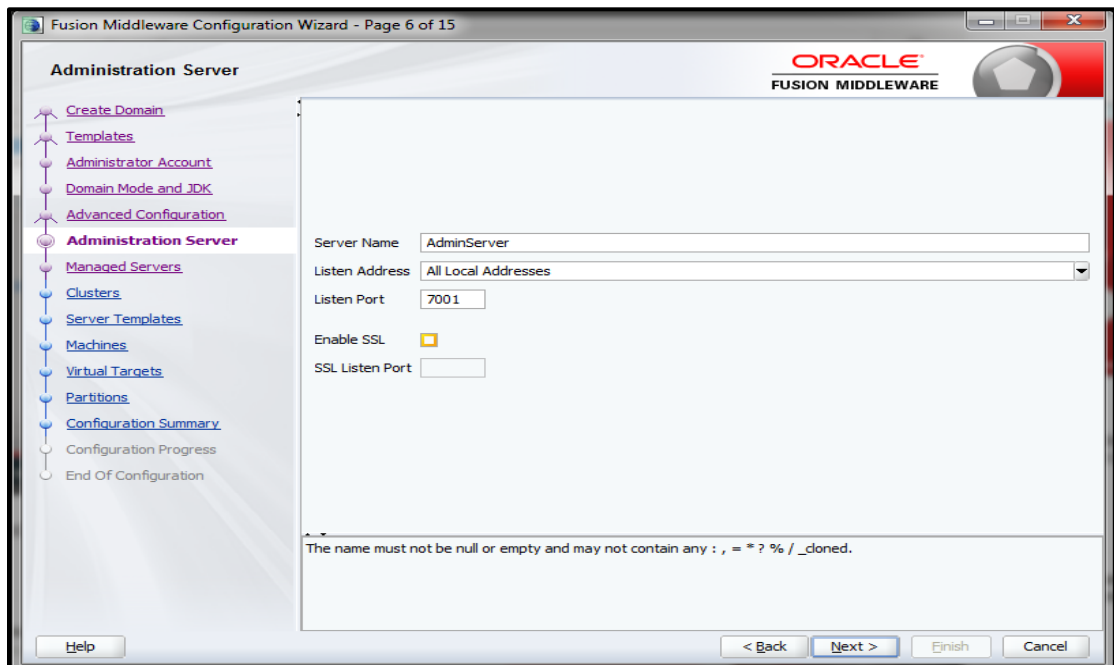 Fusion Middleware Configuration Wizard - Page 6 of 15
Administration Server
ORACLE
FUSION MIDDLEWARE
Create Domain
Templates
Administrator Account
Domain Mode and JDK
Advanced Configuration
Administration Server
Managed Servers
Clusters
Server Templates
Machines
Virtual Targets
Partitions
Configuration Summary
Configuration Progress
End Of Configuration
Server Name AdminServer
Listen Address All Local Addresses
Listen Port 7001
Enable SSL
SSL Listen Port
The name must not be null or empty and may not contain any : , = * ? % / _cloned.
Help < Back Next > Finish Cancel